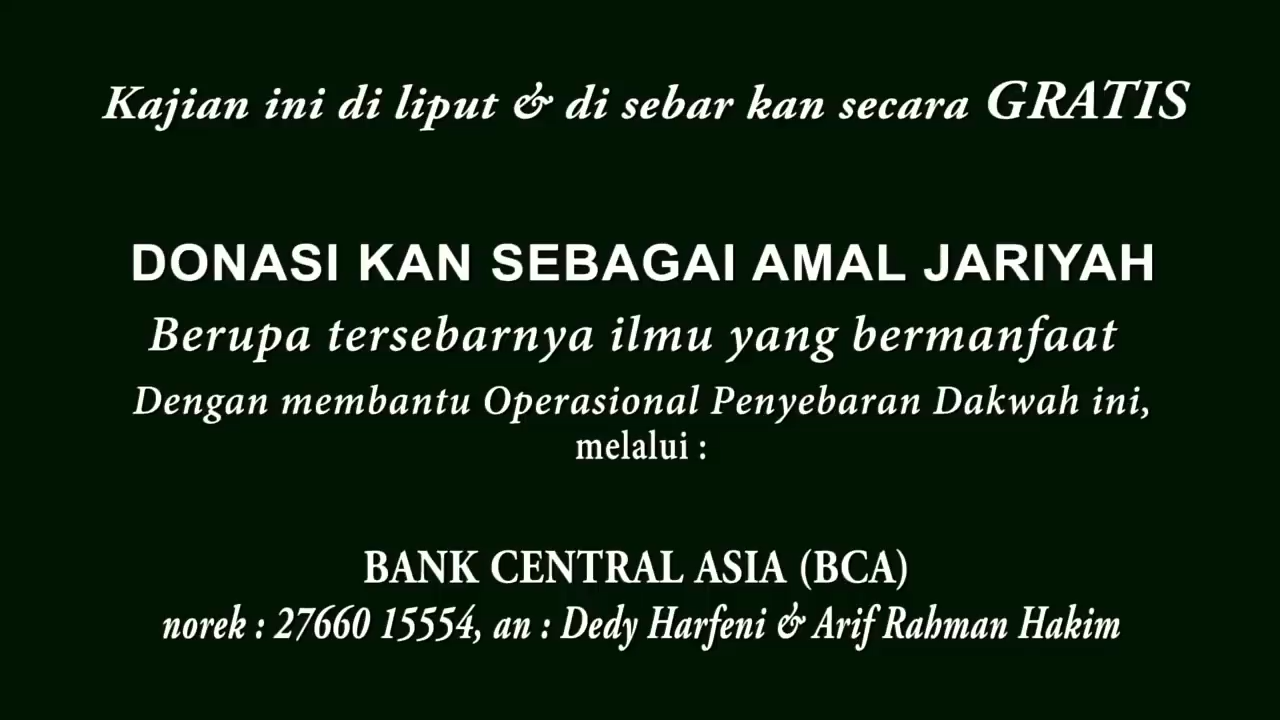 Kajian ini di liput & di sebar kan secara GRATIS
DONASI KAN SEBAGAI AMAL JARIYAH
Berupa tersebarnya ilmu yang bermanfaat
Dengan membantu Operasional Penyebaran Dakwah ini,
melalui :
BANK CENTRAL ASIA (BCA)
norek : 27660 15554, an : Dedy Harfeni & Arif Rahman Hakim